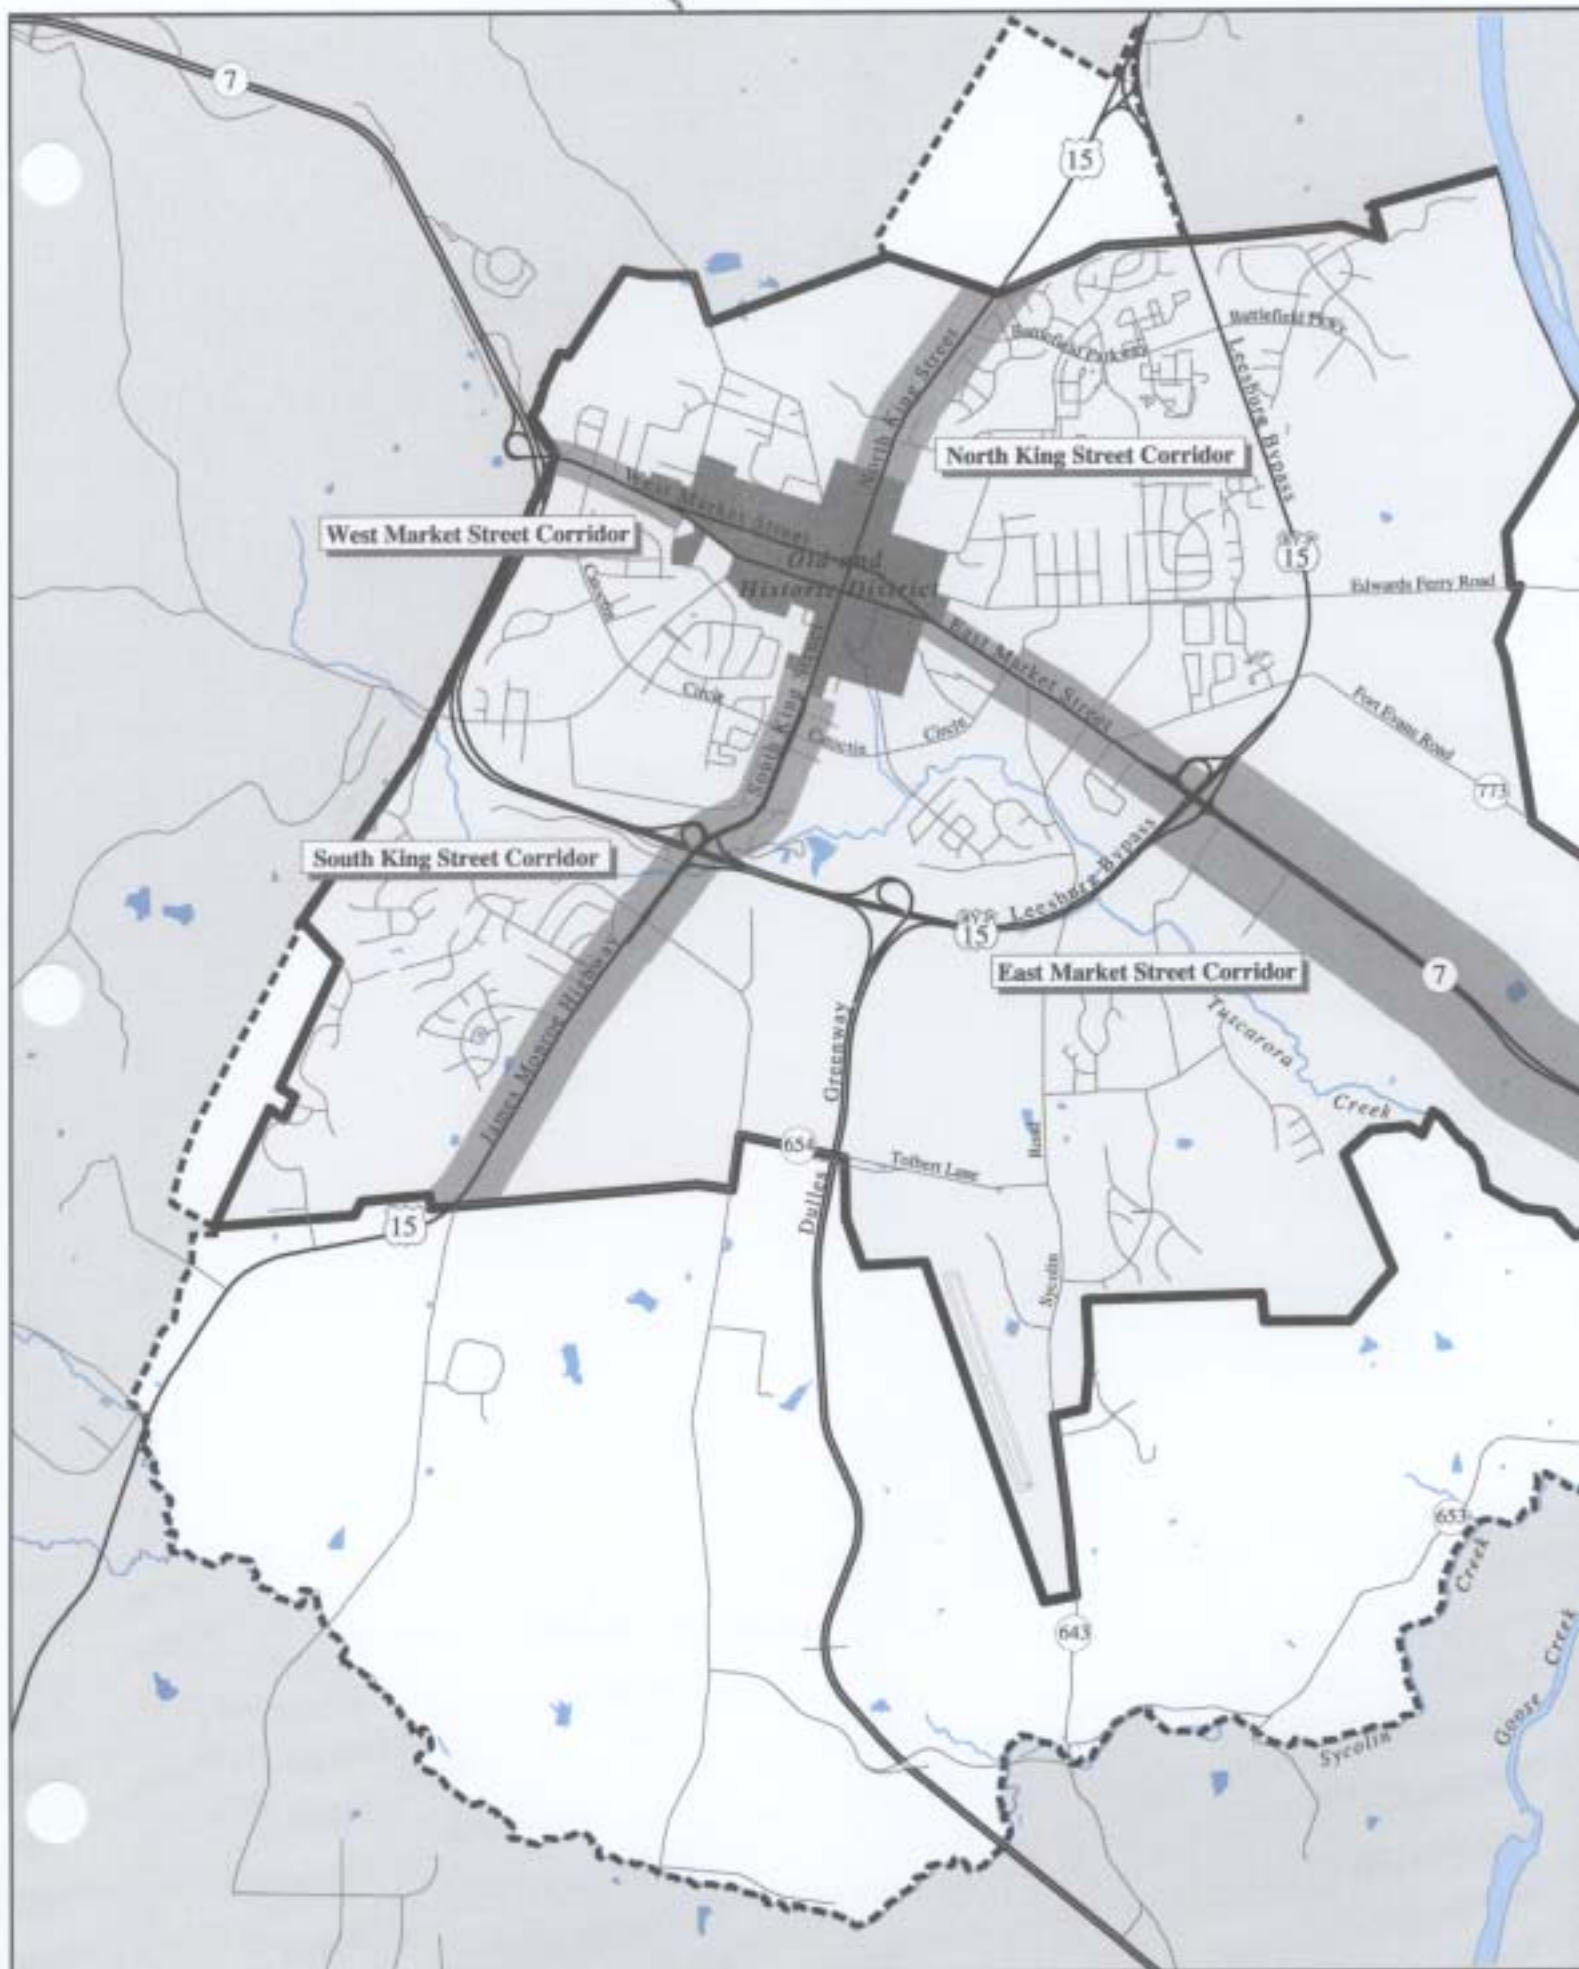 7
15
Battlefield Parkway
Battlefield Pkwy
Leesburg Bypass
North King Street
North King Street Corridor
West Market Street
West Market Street Corridor
Old and
Historic District
BYP
15
Edwards Ferry Road
Catoctin
Circle
East Market Street
South King Street
Catoctin
Circle
Fort Evans Road
773
South King Street Corridor
Leesburg Bypass
BYP
15
East Market Street Corridor
7
James Monroe Highway
Greenway
Tuscarora
Creek
654
Tolbert Lane
Road
Dulles
15
Sycolin
653
Creek
643
Sycolin
Goose Creek